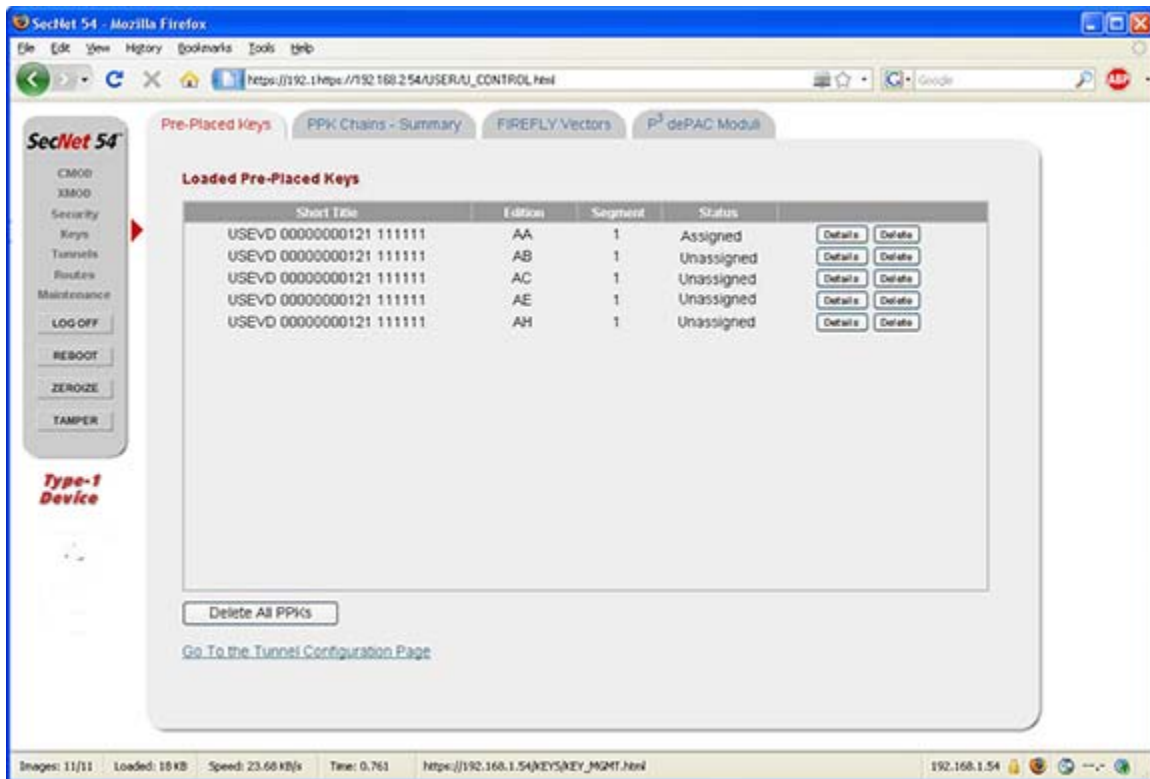 SecNet 54 - Mozilla Firefox
File Edit View History Bookmarks Tools Help
https://192.1https://192.168.2.54/USER/U_CONTROL.html
Google
ABP
SecNet 54
CMOD
XMOD
Security
Keys
Tunnels
Routes
Maintenance
LOG OFF
REBOOT
ZEROIZE
TAMPER
Type-1
Device
Pre-Placed Keys PPK Chains - Summary FIREFLY Vectors P3 dePAC Moduli
Loaded Pre-Placed Keys
Short Title Edition Segment Status
USEVD 00000000121 111111 AA 1 Assigned Details Delete
USEVD 00000000121 111111 AB 1 Unassigned Details Delete
USEVD 00000000121 111111 AC 1 Unassigned Details Delete
USEVD 00000000121 111111 AE 1 Unassigned Details Delete
USEVD 00000000121 111111 AH 1 Unassigned Details Delete
Delete All PPKs
Go To the Tunnel Configuration Page
Images: 11/11 Loaded: 18 KB Speed: 23.68 KB/s Time: 0.761 https://192.168.1.54/KEYS/KEY_MGMT.html 192.168.1.54